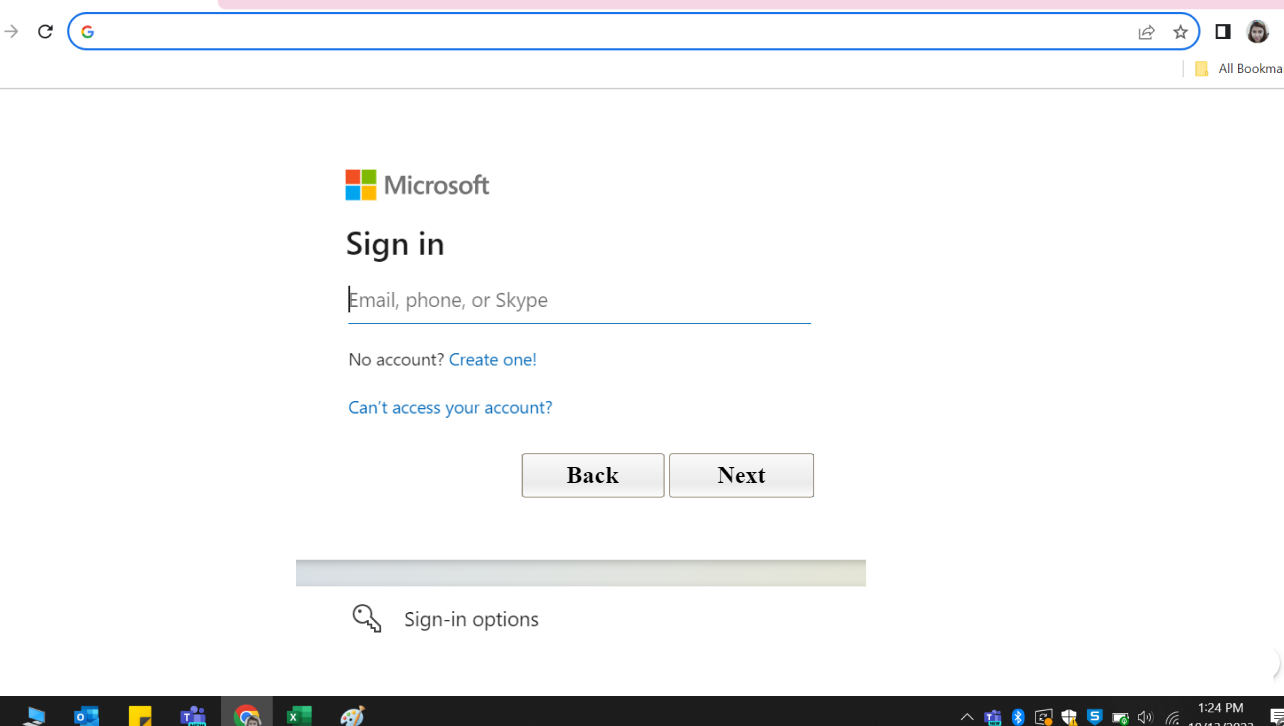 All Bookma
Microsoft
Sign in
Email, phone, or Skype
No account? Create one!
Can't access your account?
Back Next
Sign-in options
1:24 PM